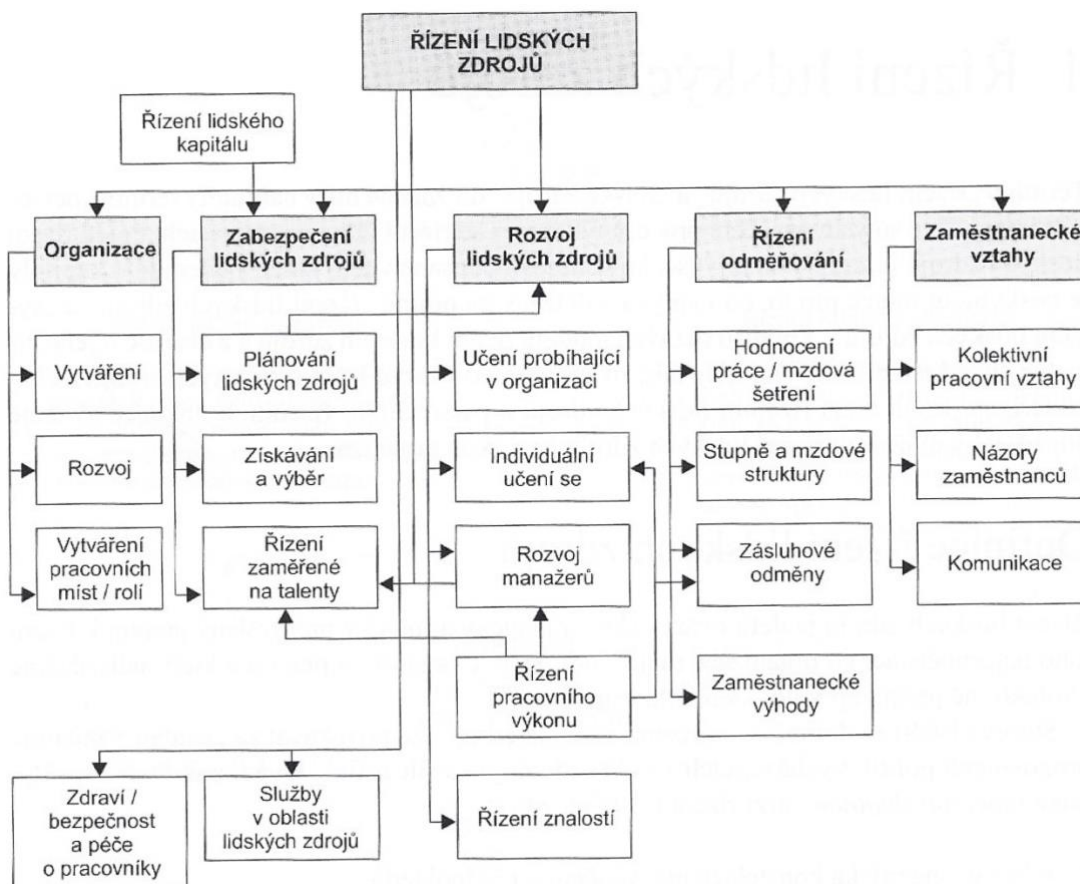 ŘÍZENÍ LIDSKÝCH
ZDROJŮ
Řízení lidského
kapitálu
Organizace
Zabezpečení
lidských zdrojů
Rozvoj
lidských zdrojů
Řízení
odměňování
Zaměstnanecké
vztahy
Vytváření
Plánování
lidských zdrojů
Učení probíhající
v organizaci
Hodnocení
práce / mzdová
šetření
Kolektivní
pracovní vztahy
Rozvoj
Získávání
a výběr
Individuální
učení se
Stupně a mzdové
struktury
Názory
zaměstnanců
Vytváření
pracovních
míst / rolí
Řízení
zaměřené
na talenty
Rozvoj
manažerů
Zásluhové
odměny
Komunikace
Řízení
pracovního
výkonu
Zaměstnanecké
výhody
Zdraví /
bezpečnost
a péče
o pracovníky
Služby
v oblasti
lidských zdrojů
Řízení znalostí